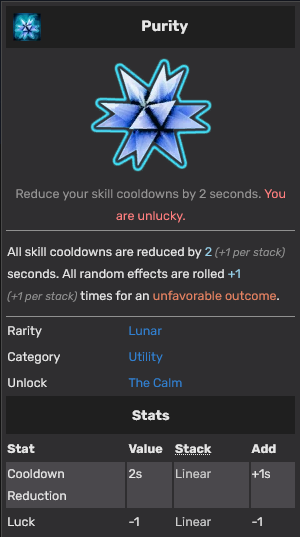 Purity
Reduce your skill cooldowns by 2 seconds. You
are unlucky.
All skill cooldowns are reduced by 2 (+1 per stack)
seconds. All random effects are rolled +1
(+1 per stack) times for an unfavorable outcome.
Rarity Lunar
Category Utility
Unlock The Calm
Stats
Stat Value Stack Add
Cooldown 2s Linear +1s
Reduction
Luck -1 Linear -1